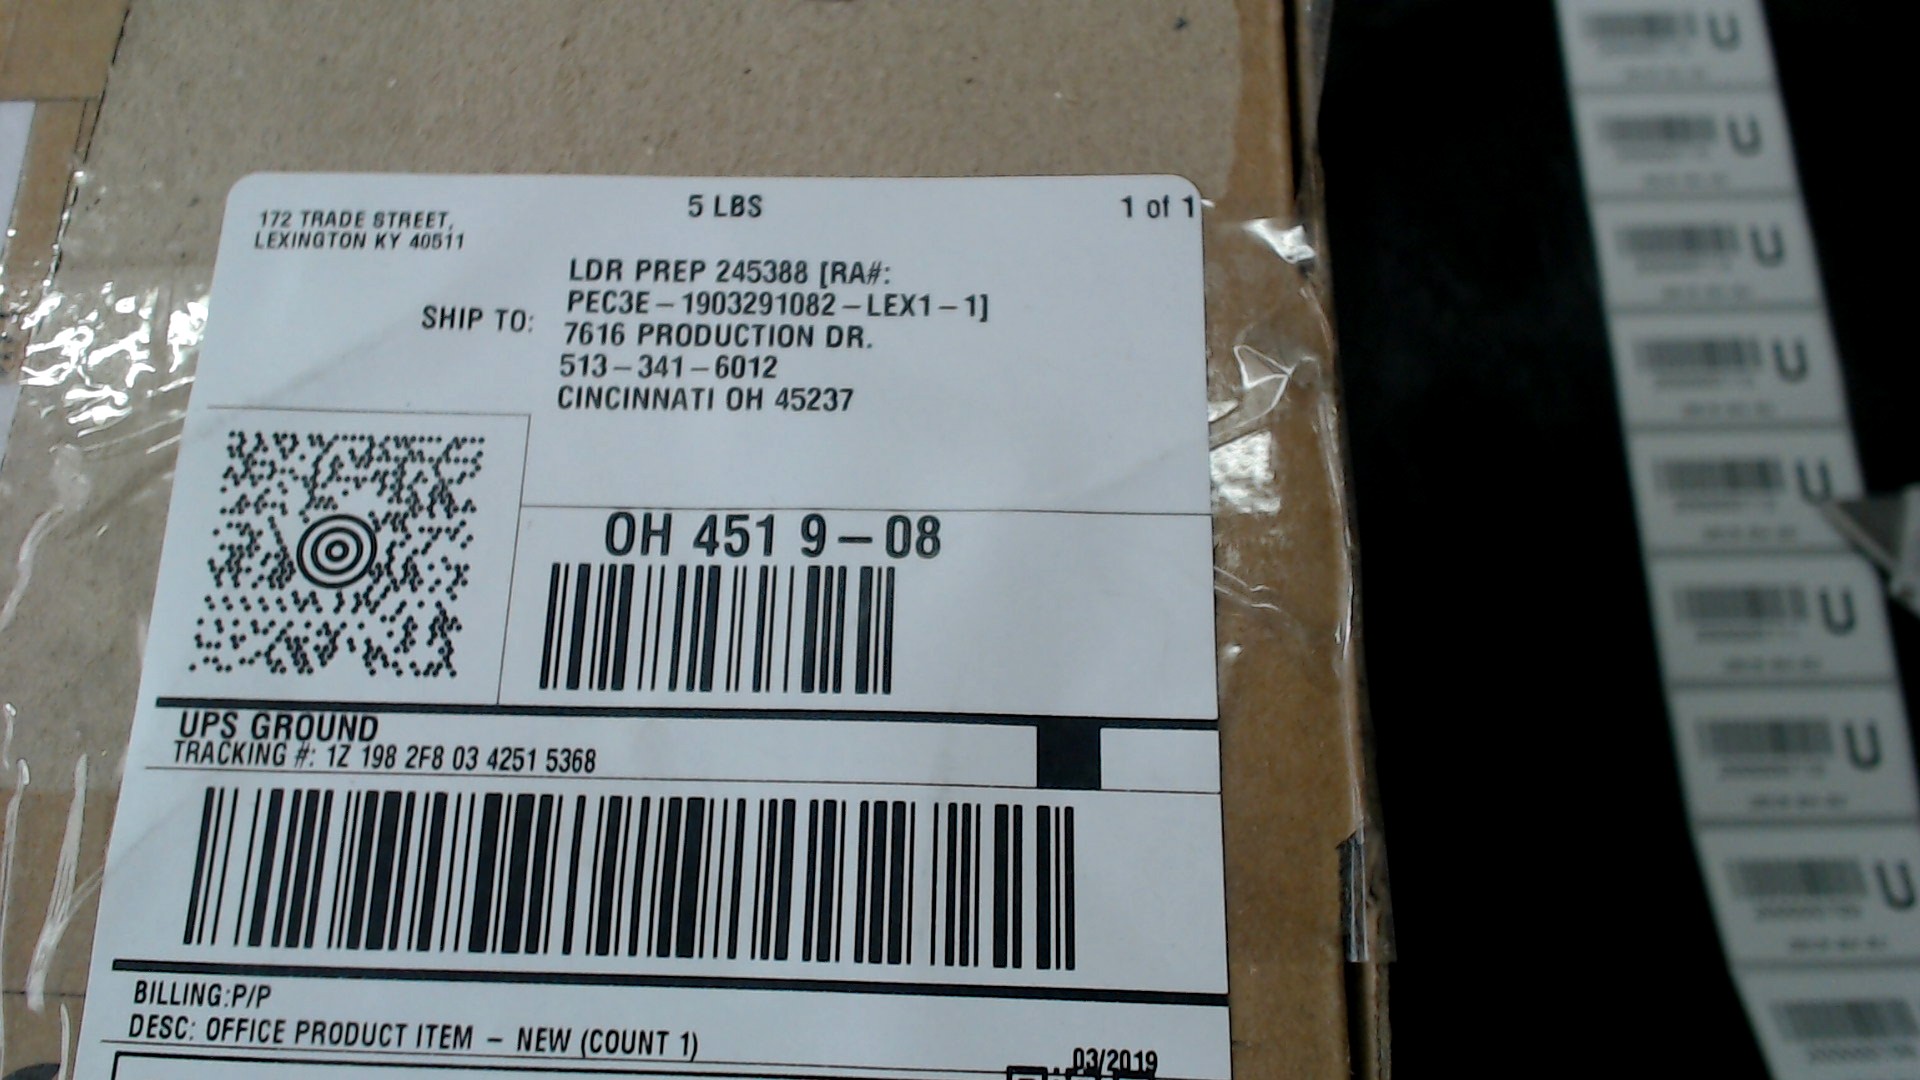 172 TRADE STREET,
LEXINGTON KY 40511
5 LBS
1 of 1
SHIP TO:
LDR PREP 245388 [RA#:
PEC3E-1903291082-LEX1-1]
7616 PRODUCTION DR.
513-341-6012
CINCINNATI OH 45237
OH 451 9-08
UPS GROUND
TRACKING #: 1Z 198 2F8 03 4251 5368
BILLING:P/P
DESC: OFFICE PRODUCT ITEM - NEW (COUNT 1)
03/2019
U
U
U
U
U
U
U
U